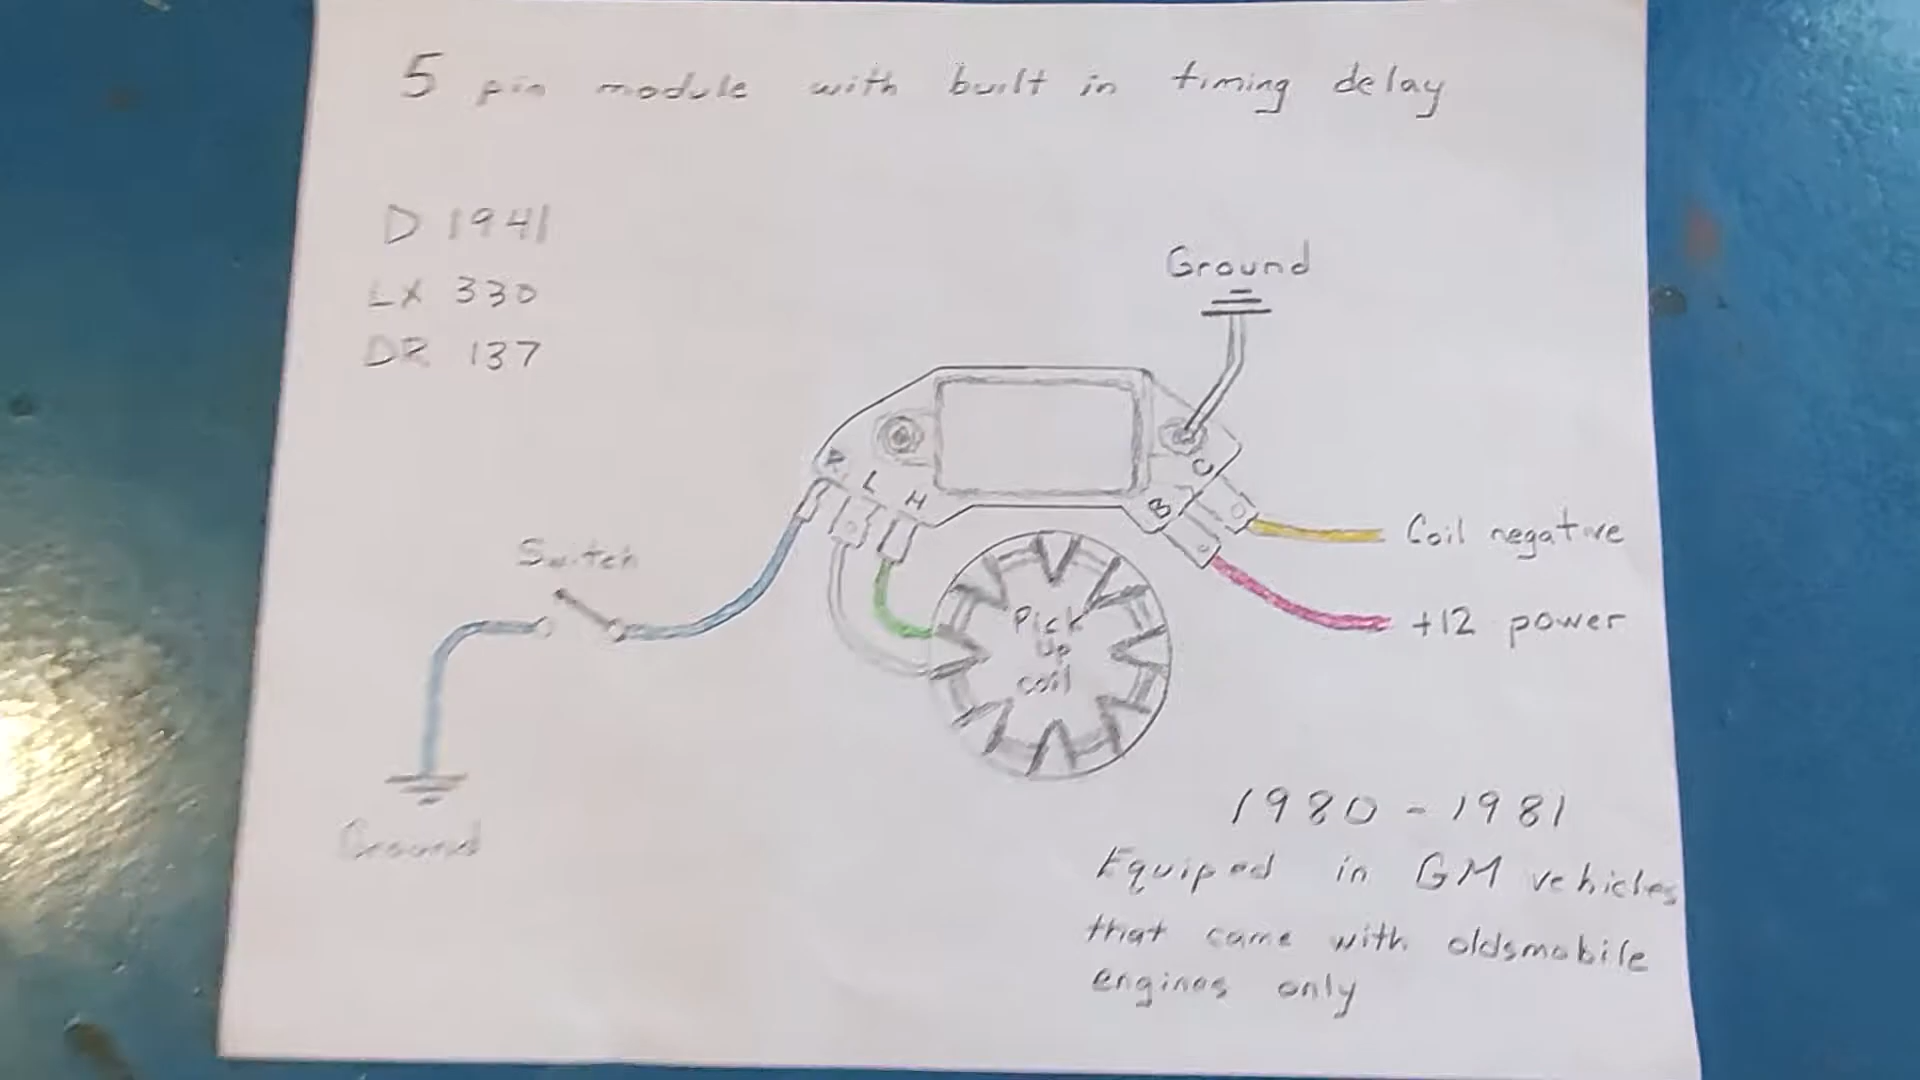 5 pin module with built in timing delay
D 1941
LX 330
DR 137
Ground
R
L
H
C
B
Coil negative
Switch
+12 power
Pick
up
coil
Ground
1980 - 1981
Equiped in GM vehicles
that came with oldsmobile
engines only